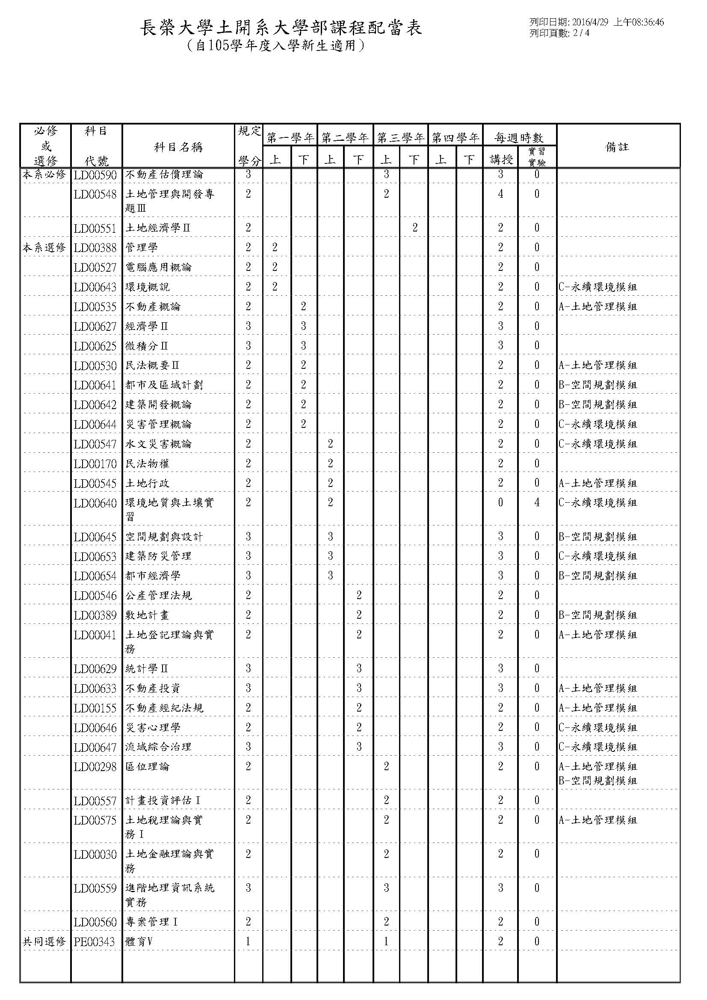 長榮大學土開系大學部課程配當表
(自105學年度入學新生適用)
列印日期: 2016/4/29 上午08:36:46
列印頁數: 2 / 4
必修 或 選修 科目 代號 科目名稱 規定 學分 第一學年 第二學年 第三學年 第四學年 每週時數 備註
上 下 上 下 上 下 上 下 講授 實習 實驗
本系必修 LD00590 不動產估價理論 3 3 3 0
LD00548 土地管理與開發專 2 2 4 0
題Ⅲ
LD00551 土地經濟學Ⅱ 2 2 2 0
本系選修 LD00388 管理學 2 2 2 0
LD00527 電腦應用概論 2 2 2 0
LD00643 環境概說 2 2 2 0 C-永續環境模組
LD00535 不動產概論 2 2 2 0 A-土地管理模組
LD00627 經濟學Ⅱ 3 3 3 0
LD00625 微積分Ⅱ 3 3 3 0
LD00530 民法概要Ⅱ 2 2 2 0 A-土地管理模組
LD00641 都市及區域計劃 2 2 2 0 B-空間規劃模組
LD00642 建築開發概論 2 2 2 0 B-空間規劃模組
LD00644 災害管理概論 2 2 2 0 C-永續環境模組
LD00547 水文災害概論 2 2 2 0 C-永續環境模組
LD00170 民法物權 2 2 2 0
LD00545 土地行政 2 2 2 0 A-土地管理模組
LD00640 環境地質與土壤實 2 2 0 4 C-永續環境模組
習
LD00645 空間規劃與設計 3 3 3 0 B-空間規劃模組
LD00653 建築防災管理 3 3 3 0 C-永續環境模組
LD00654 都市經濟學 3 3 3 0 B-空間規劃模組
LD00546 公產管理法規 2 2 2 0
LD00389 敷地計畫 2 2 2 0 B-空間規劃模組
LD00041 土地登記理論與實 2 2 2 0 A-土地管理模組
務
LD00629 統計學Ⅱ 3 3 3 0
LD00633 不動產投資 3 3 3 0 A-土地管理模組
LD00155 不動產經紀法規 2 2 2 0 A-土地管理模組
LD00646 災害心理學 2 2 2 0 C-永續環境模組
LD00647 流域綜合治理 3 3 3 0 C-永續環境模組
LD00298 區位理論 2 2 2 0 A-土地管理模組
B-空間規劃模組
LD00557 計畫投資評估Ⅰ 2 2 2 0
LD00575 土地稅理論與實 2 2 2 0 A-土地管理模組
務Ⅰ
LD00030 土地金融理論與實 2 2 2 0
務
LD00559 進階地理資訊系統 3 3 3 0
實務
LD00560 專案管理Ⅰ 2 2 2 0
共同選修 PE00343 體育V 1 1 2 0